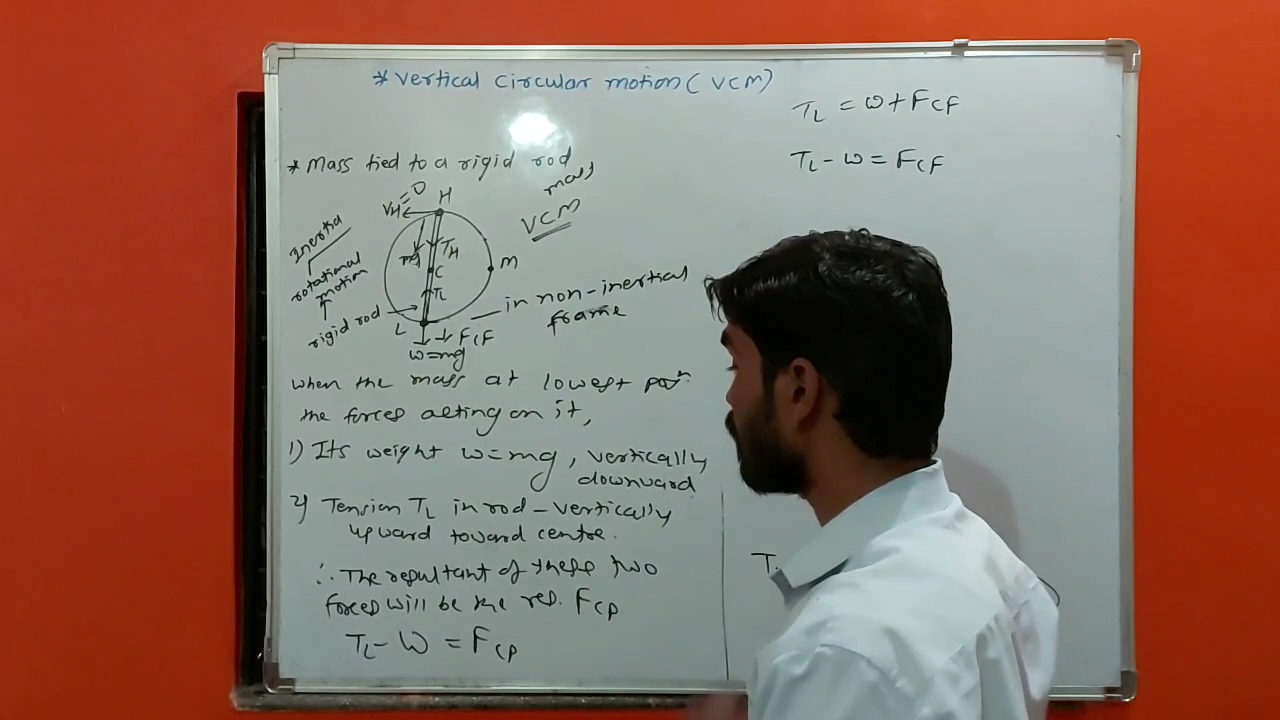 * Vertical Circular motion (VCM)
TL = W + FCF
TL - W = FCF
* Mass tied to a rigid rod
mass
VCM
VH = 0
H
Inertia
rotational
motion
rigid rod
mg
TH
C
TL
M
L
FCF
W=mg
in non-inertial
frame
when the mass at lowest
the forces acting on it,
1) Its weight W=mg, vertically
downward
2) Tension TL in rod - vertically
upward toward centre.
∴ The resultant of these two
forces will be the res. FCP
TL - W = FCP
T